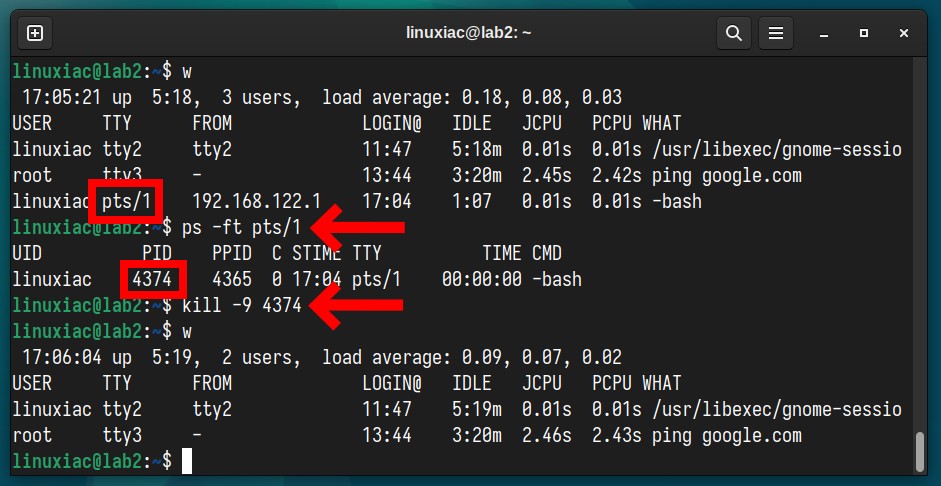 linuxiac@lab2: ~
linuxiac@lab2:~$ w
 17:05:21 up  5:18,  3 users,  load average: 0.18, 0.08, 0.03
USER     TTY      FROM             LOGIN@   IDLE   JCPU   PCPU WHAT
linuxiac tty2     tty2             11:47    5:18m  0.01s  0.01s /usr/libexec/gnome-sessio
root     tty3     -                13:44    3:20m  2.45s  2.42s ping google.com
linuxiac pts/1    192.168.122.1    17:04    1:07   0.01s  0.01s -bash
linuxiac@lab2:~$ ps -ft pts/1
UID          PID    PPID  C STIME TTY          TIME CMD
linuxiac    4374    4365  0 17:04 pts/1    00:00:00 -bash
linuxiac@lab2:~$ kill -9 4374
linuxiac@lab2:~$ w
 17:06:04 up  5:19,  2 users,  load average: 0.09, 0.07, 0.02
USER     TTY      FROM             LOGIN@   IDLE   JCPU   PCPU WHAT
linuxiac tty2     tty2             11:47    5:19m  0.01s  0.01s /usr/libexec/gnome-sessio
root     tty3     -                13:44    3:20m  2.46s  2.43s ping google.com
linuxiac@lab2:~$